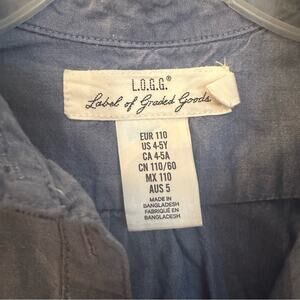 L.O.G.G.®
Label of Graded Goods
EUR 110
US 4-5Y
CA 4-5A
CN 110/60
MX 110
AUS 5
MADE IN
BANGLADESH
FABRIQUÉ EN
BANGLADESH